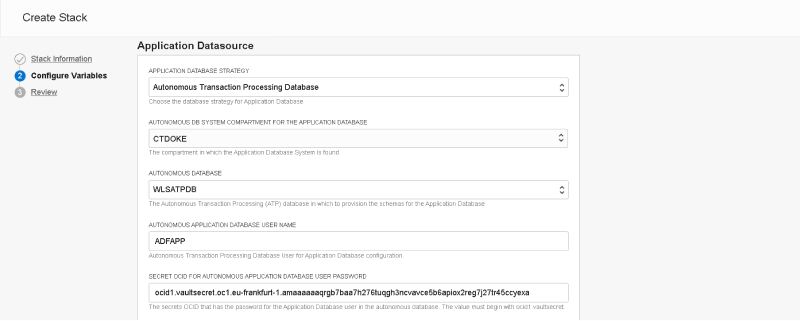 Create Stack
Application Datasource
Stack Information
2 Configure Variables
3 Review
APPLICATION DATABASE STRATEGY
Autonomous Transaction Processing Database
Choose the database strategy for Application Database
AUTONOMOUS DB SYSTEM COMPARTMENT FOR THE APPLICATION DATABASE
CTDOKE
The compartment in which the Application Database System is found
AUTONOMOUS DATABASE
WLSATPDB
The Autonomous Transaction Processing (ATP) database in which to provision the schemas for the Application Database
AUTONOMOUS APPLICATION DATABASE USER NAME
ADFAPP
Autonomous Transaction Processing Database User for Application Database configuration
SECRET OCID FOR AUTONOMOUS APPLICATION DATABASE USER PASSWORD
ocid1.vaultsecret.oc1.eu-frankfurt-1.amaaaaaaqrgb7baa7h276tuqgh3ncvavce5b6apiox2reg7j27tr45ccyexa
The secrets OCID that has the password for the ApplicationDatabase user in the autonomous database. The value must begin with ocid1.vaultsecret